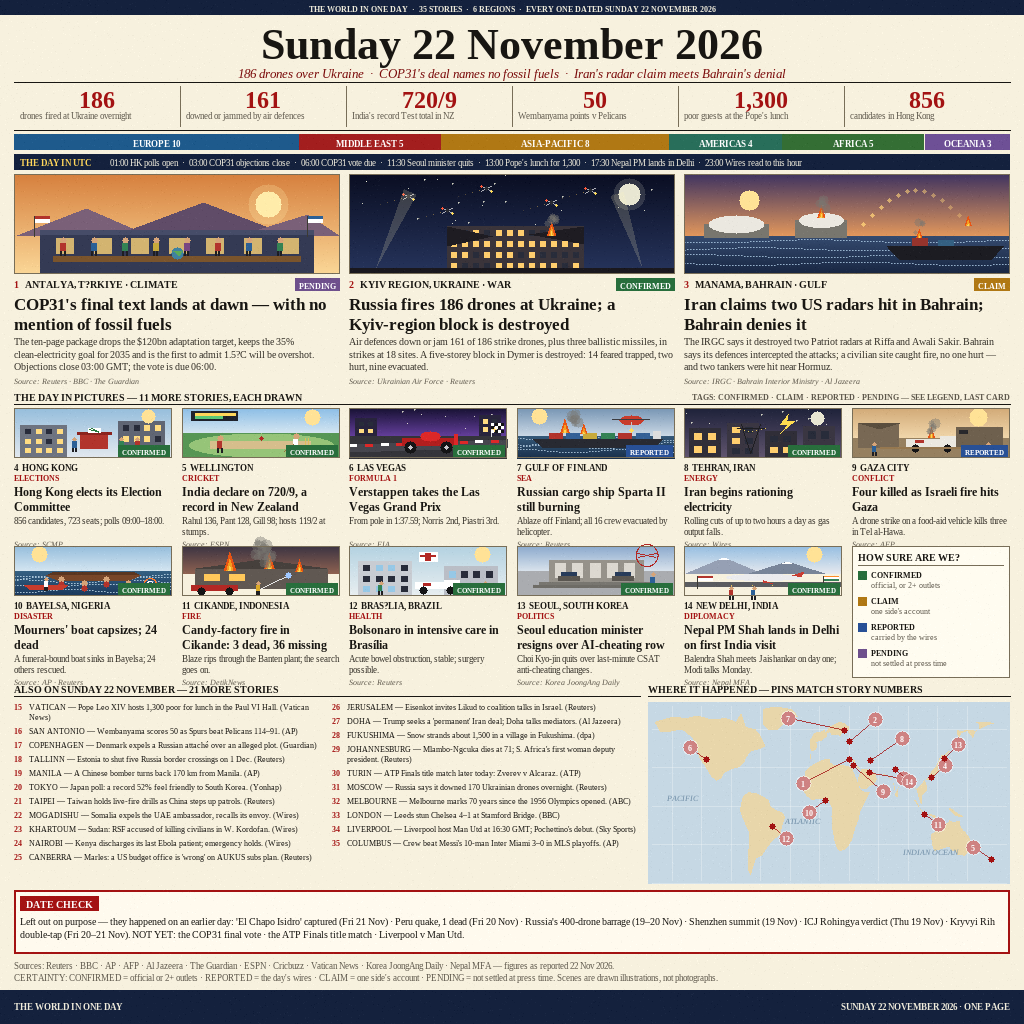 THE WORLD IN ONE DAY · 35 STORIES · 6 REGIONS · EVERY ONE DATED SUNDAY 22 NOVEMBER 2026
Sunday 22 November 2026
186 drones over Ukraine · COP31's deal names no fossil fuels · Iran's radar claim meets Bahrain's denial
186
drones fired at Ukraine overnight
161
downed or jammed by air defences
720/9
India's record Test total in NZ
50
Wembanyama points v Pelicans
1,300
poor guests at the Pope's lunch
856
candidates in Hong Kong
EUROPE 10
MIDDLE EAST 5
ASIA-PACIFIC 8
AMERICAS 4
AFRICA 5
OCEANIA 3
THE DAY IN UTC 01:00 HK polls open · 03:00 COP31 objections close · 06:00 COP31 vote due · 11:30 Seoul minister quits · 13:00 Pope's lunch for 1,300 · 17:30 Nepal PM lands in Delhi · 23:00 Wires read to this hour
1 ANTALYA, T?RKIYE · CLIMATE
PENDING
COP31's final text lands at dawn — with no
mention of fossil fuels
The ten-page package drops the $120bn adaptation target, keeps the 35%
clean-electricity goal for 2035 and is the first to admit 1.5?C will be overshot.
Objections close 03:00 GMT; the vote is due 06:00.
Source: Reuters · BBC · The Guardian
2 KYIV REGION, UKRAINE · WAR
CONFIRMED
Russia fires 186 drones at Ukraine; a
Kyiv-region block is destroyed
Air defences down or jam 161 of 186 strike drones, plus three ballistic missiles, in
strikes at 18 sites. A five-storey block in Dymer is destroyed: 14 feared trapped, two
hurt, nine evacuated.
Source: Ukrainian Air Force · Reuters
3 MANAMA, BAHRAIN · GULF
CLAIM
Iran claims two US radars hit in Bahrain;
Bahrain denies it
The IRGC says it destroyed two Patriot radars at Riffa and Awali Sakir. Bahrain
says its defences intercepted the attacks; a civilian site caught fire, no one hurt —
and two tankers were hit near Hormuz.
Source: IRGC · Bahrain Interior Ministry · Al Jazeera
THE DAY IN PICTURES — 11 MORE STORIES, EACH DRAWN
TAGS: CONFIRMED · CLAIM · REPORTED · PENDING — SEE LEGEND, LAST CARD
CONFIRMED
4 HONG KONG
ELECTIONS
Hong Kong elects its Election
Committee
856 candidates, 723 seats; polls 09:00–18:00.
Source: SCMP
CONFIRMED
5 WELLINGTON
CRICKET
India declare on 720/9, a
record in New Zealand
Rahul 136, Pant 128, Gill 98; hosts 119/2 at
stumps.
Source: ESPN
CONFIRMED
6 LAS VEGAS
FORMULA 1
Verstappen takes the Las
Vegas Grand Prix
From pole in 1:37.59; Norris 2nd, Piastri 3rd.
Source: FIA
REPORTED
7 GULF OF FINLAND
SEA
Russian cargo ship Sparta II
still burning
Ablaze off Finland; all 16 crew evacuated by
helicopter.
Source: Reuters
CONFIRMED
8 TEHRAN, IRAN
ENERGY
Iran begins rationing
electricity
Rolling cuts of up to two hours a day as gas
output falls.
Source: Wires
REPORTED
9 GAZA CITY
CONFLICT
Four killed as Israeli fire hits
Gaza
A drone strike on a food-aid vehicle kills three
in Tel al-Hawa.
Source: AFP
CONFIRMED
10 BAYELSA, NIGERIA
DISASTER
Mourners' boat capsizes; 24
dead
A funeral-bound boat sinks in Bayelsa; 24
others rescued.
Source: AP · Reuters
CONFIRMED
11 CIKANDE, INDONESIA
FIRE
Candy-factory fire in
Cikande: 3 dead, 36 missing
Blaze rips through the Banten plant; the search
goes on.
Source: DetikNews
CONFIRMED
12 BRAS?LIA, BRAZIL
HEALTH
Bolsonaro in intensive care in
Brasília
Acute bowel obstruction, stable; surgery
possible.
Source: Reuters
CONFIRMED
13 SEOUL, SOUTH KOREA
POLITICS
Seoul education minister
resigns over AI-cheating row
Choi Kyo-jin quits over last-minute CSAT
anti-cheating changes.
Source: Korea JoongAng Daily
CONFIRMED
14 NEW DELHI, INDIA
DIPLOMACY
Nepal PM Shah lands in Delhi
on first India visit
Balendra Shah meets Jaishankar on day one;
Modi talks Monday.
Source: Nepal MFA
HOW SURE ARE WE?
CONFIRMED
official, or 2+ outlets
CLAIM
one side's account
REPORTED
carried by the wires
PENDING
not settled at press time
ALSO ON SUNDAY 22 NOVEMBER — 21 MORE STORIES
15 VATICAN — Pope Leo XIV hosts 1,300 poor for lunch in the Paul VI Hall. (Vatican
News)
16 SAN ANTONIO — Wembanyama scores 50 as Spurs beat Pelicans 114–91. (AP)
17 COPENHAGEN — Denmark expels a Russian attaché over an alleged plot. (Guardian)
18 TALLINN — Estonia to shut five Russia border crossings on 1 Dec. (Reuters)
19 MANILA — A Chinese bomber turns back 170 km from Manila. (AP)
20 TOKYO — Japan poll: a record 52% feel friendly to South Korea. (Yonhap)
21 TAIPEI — Taiwan holds live-fire drills as China steps up patrols. (Reuters)
22 MOGADISHU — Somalia expels the UAE ambassador, recalls its envoy. (Wires)
23 KHARTOUM — Sudan: RSF accused of killing civilians in W. Kordofan. (Wires)
24 NAIROBI — Kenya discharges its last Ebola patient; emergency holds. (Wires)
25 CANBERRA — Marles: a US budget office is 'wrong' on AUKUS subs plan. (Reuters)
26 JERUSALEM — Eisenkot invites Likud to coalition talks in Israel. (Reuters)
27 DOHA — Trump seeks a 'permanent' Iran deal; Doha talks mediators. (Al Jazeera)
28 FUKUSHIMA — Snow strands about 1,500 in a village in Fukushima. (dpa)
29 JOHANNESBURG — Mlambo-Ngcuka dies at 71; S. Africa's first woman deputy
president. (Reuters)
30 TURIN — ATP Finals title match later today: Zverev v Alcaraz. (ATP)
31 MOSCOW — Russia says it downed 170 Ukrainian drones overnight. (Reuters)
32 MELBOURNE — Melbourne marks 70 years since the 1956 Olympics opened. (ABC)
33 LONDON — Leeds stun Chelsea 4–1 at Stamford Bridge. (BBC)
34 LIVERPOOL — Liverpool host Man Utd at 16:30 GMT; Pochettino's debut. (Sky Sports)
35 COLUMBUS — Crew beat Messi's 10-man Inter Miami 3–0 in MLS playoffs. (AP)
WHERE IT HAPPENED — PINS MATCH STORY NUMBERS
7
2
6
8
13
4
1
14
9
PACIFIC
10
ATLANTIC
11
12
INDIAN OCEAN
5
DATE CHECK
Left out on purpose — they happened on an earlier day: 'El Chapo Isidro' captured (Fri 21 Nov) · Peru quake, 1 dead (Fri 20 Nov) · Russia's 400-drone barrage (19–20 Nov) · Shenzhen summit (19 Nov) · ICJ Rohingya verdict (Thu 19 Nov) · Kryvyi Rih
double-tap (Fri 20–21 Nov). NOT YET: the COP31 final vote · the ATP Finals title match · Liverpool v Man Utd.
Sources: Reuters · BBC · AP · AFP · Al Jazeera · The Guardian · ESPN · Cricbuzz · Vatican News · Korea JoongAng Daily · Nepal MFA — figures as reported 22 Nov 2026.
CERTAINTY: CONFIRMED = official or 2+ outlets · REPORTED = the day's wires · CLAIM = one side's account · PENDING = not settled at press time. Scenes are drawn illustrations, not photographs.
THE WORLD IN ONE DAY
SUNDAY 22 NOVEMBER 2026 · ONE PAGE